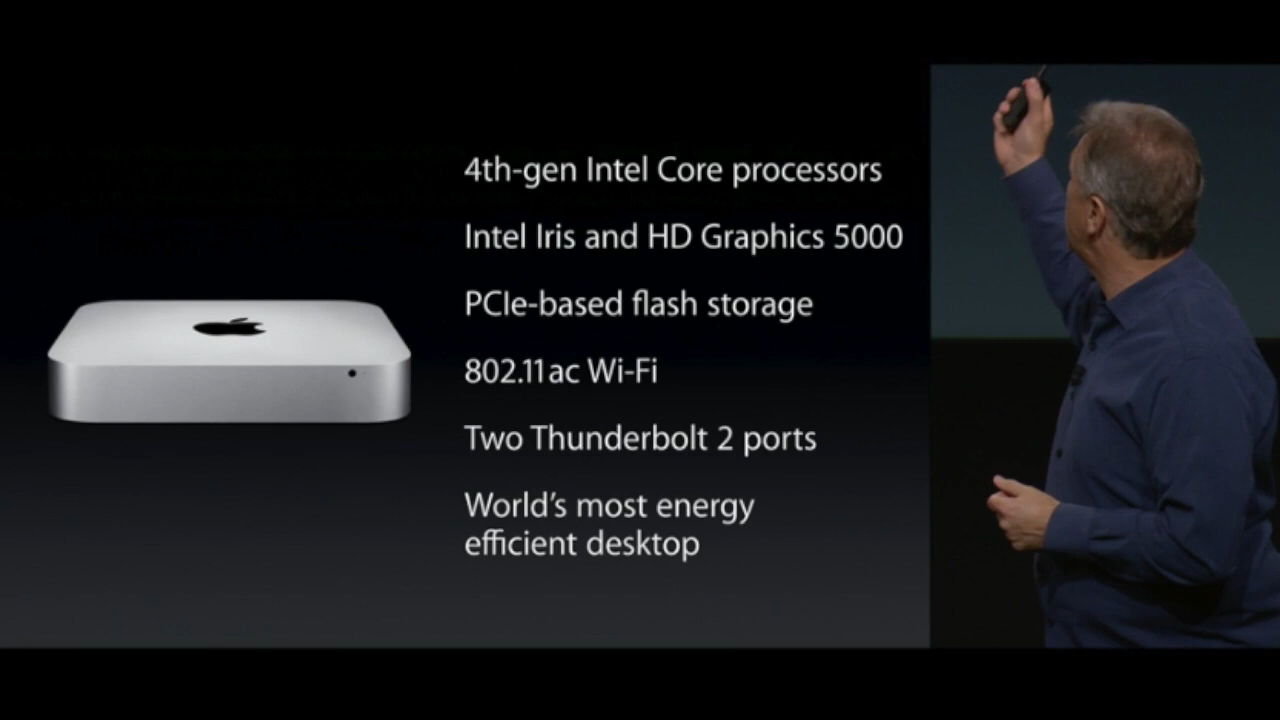 4th-gen Intel Core processors
Intel Iris and HD Graphics 5000
PCIe-based flash storage
802.11ac Wi-Fi
Two Thunderbolt 2 ports
World's most energy
efficient desktop